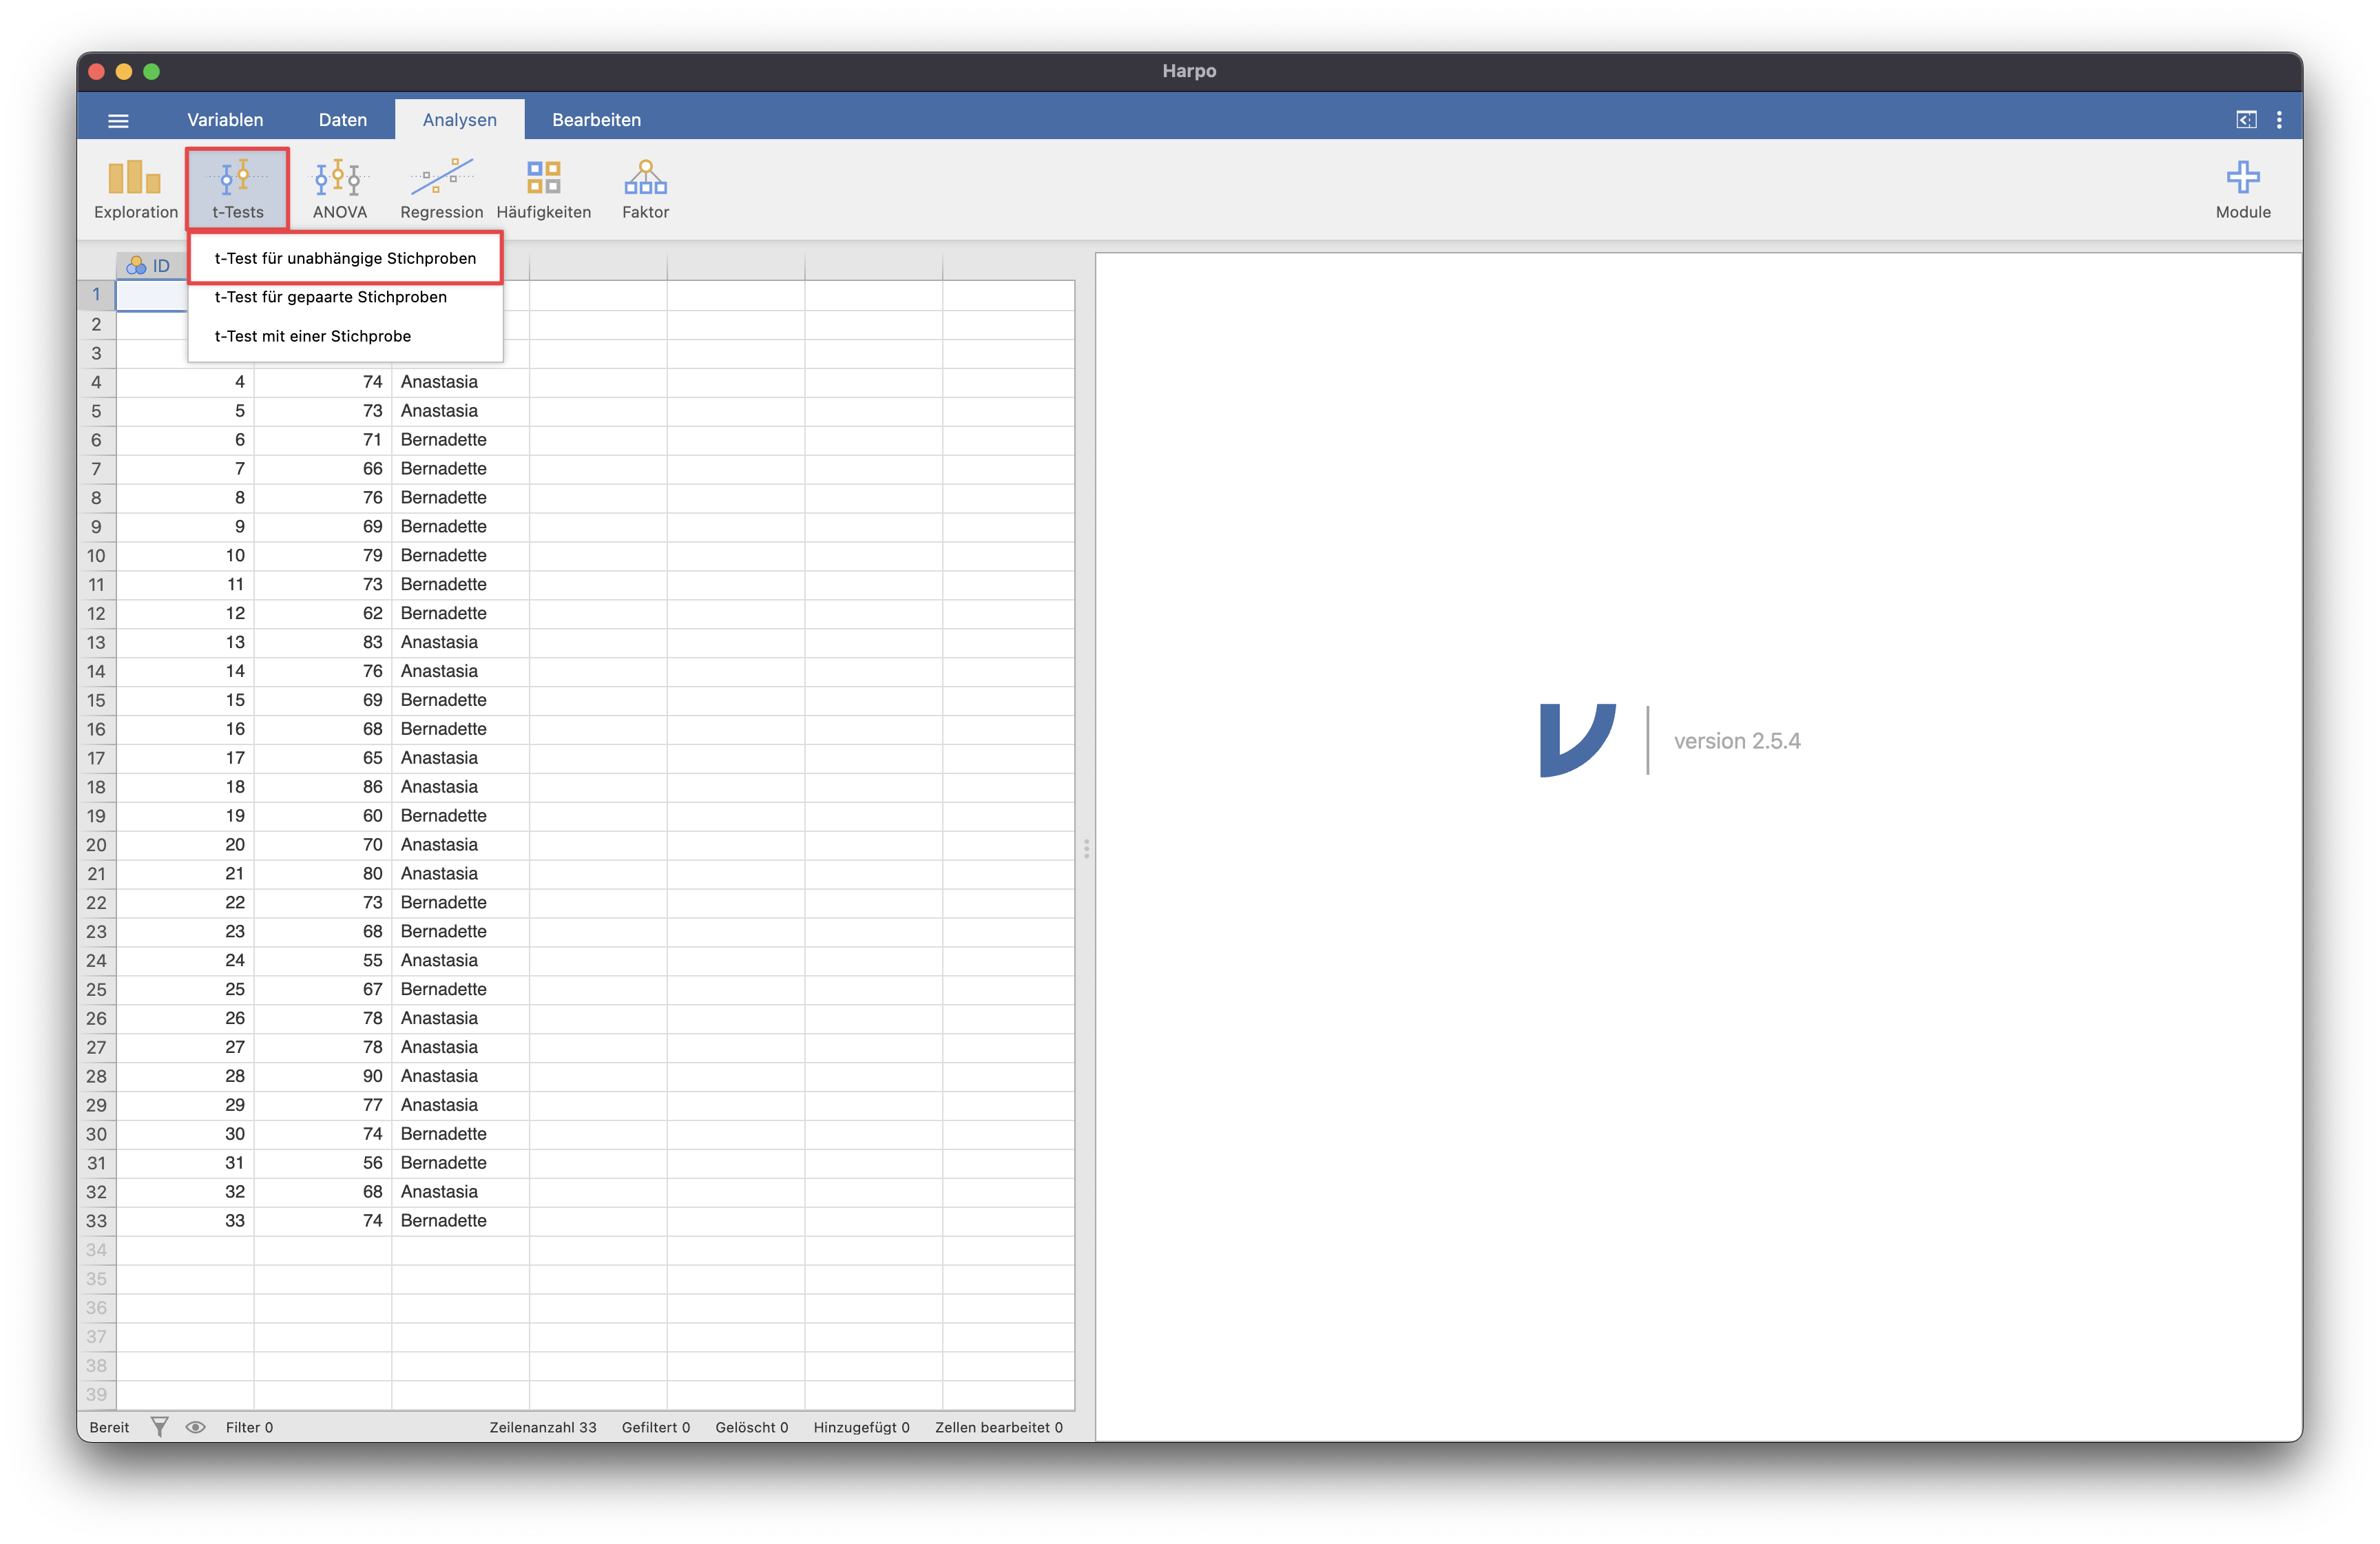 Harpo
Variablen Daten Analysen Bearbeiten
Exploration t-Tests ANOVA Regression Häufigkeiten Faktor Module
t-Test für unabhängige Stichproben
t-Test für gepaarte Stichproben
t-Test mit einer Stichprobe
ID
1
2
3
4 4 74 Anastasia
5 5 73 Anastasia
6 6 71 Bernadette
7 7 66 Bernadette
8 8 76 Bernadette
9 9 69 Bernadette
10 10 79 Bernadette
11 11 73 Bernadette
12 12 62 Bernadette
13 13 83 Anastasia
14 14 76 Anastasia
15 15 69 Bernadette
16 16 68 Bernadette
17 17 65 Anastasia
18 18 86 Anastasia
19 19 60 Bernadette
20 20 70 Anastasia
21 21 80 Anastasia
22 22 73 Bernadette
23 23 68 Bernadette
24 24 55 Anastasia
25 25 67 Bernadette
26 26 78 Anastasia
27 27 78 Anastasia
28 28 90 Anastasia
29 29 77 Anastasia
30 30 74 Bernadette
31 31 56 Bernadette
32 32 68 Anastasia
33 33 74 Bernadette
34
35
36
37
38
39
version 2.5.4
Bereit Filter 0 Zeilenanzahl 33 Gefiltert 0 Gelöscht 0 Hinzugefügt 0 Zellen bearbeitet 0